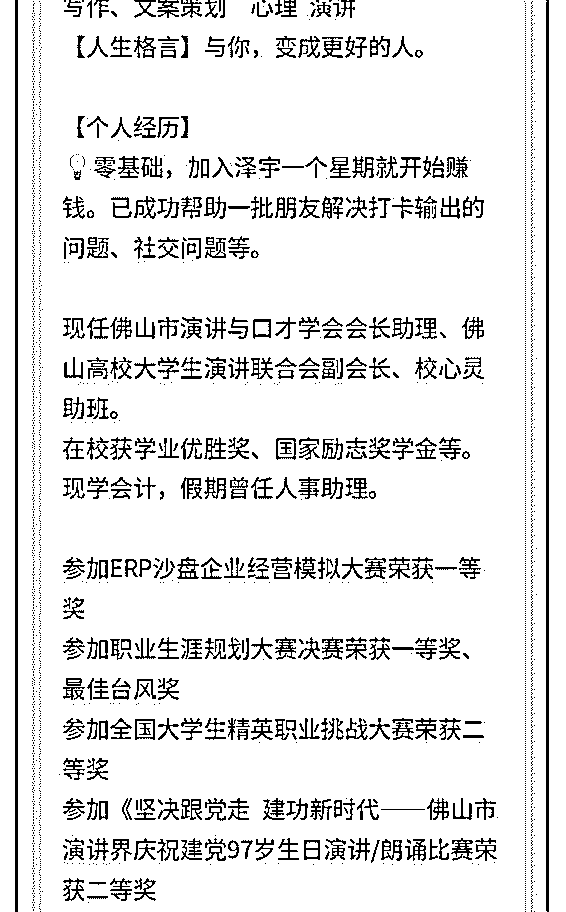 写作、文案策划 心理 演讲
【人生格言】与你，变成更好的人。
【个人经历】
零基础，加入泽宇一个星期就开始赚
钱。已成功帮助一批朋友解决打卡输出的
问题、社交问题等。
现任佛山市演讲与口才学会会长助理、佛
山高校大学生演讲联合会副会长、校心灵
助班。
在校获学业优胜奖、国家励志奖学金等。
现学会计，假期曾任人事助理。
参加ERP沙盘企业经营模拟大赛荣获一等
奖
参加职业生涯规划大赛决赛荣获一等奖、
最佳台风奖
参加全国大学生精英职业挑战大赛荣获二
等奖
参加《坚决跟党走 建功新时代——佛山市
演讲界庆祝建党97岁生日演讲/朗诵比赛荣
获二等奖